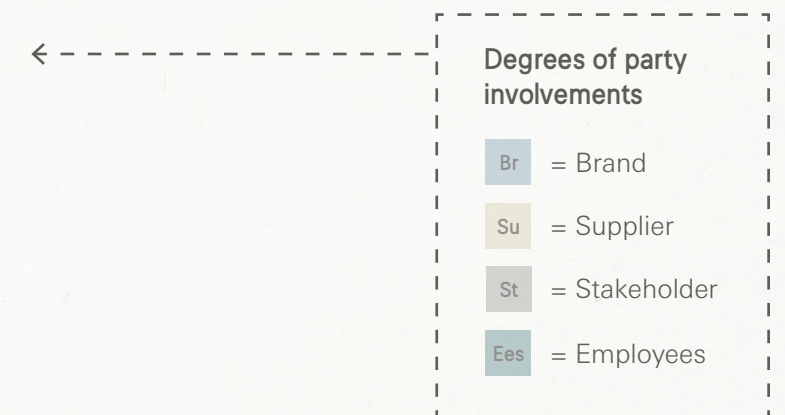 Degrees of party
involvements
Br = Brand
Su = Supplier
St = Stakeholder
Ees = Employees